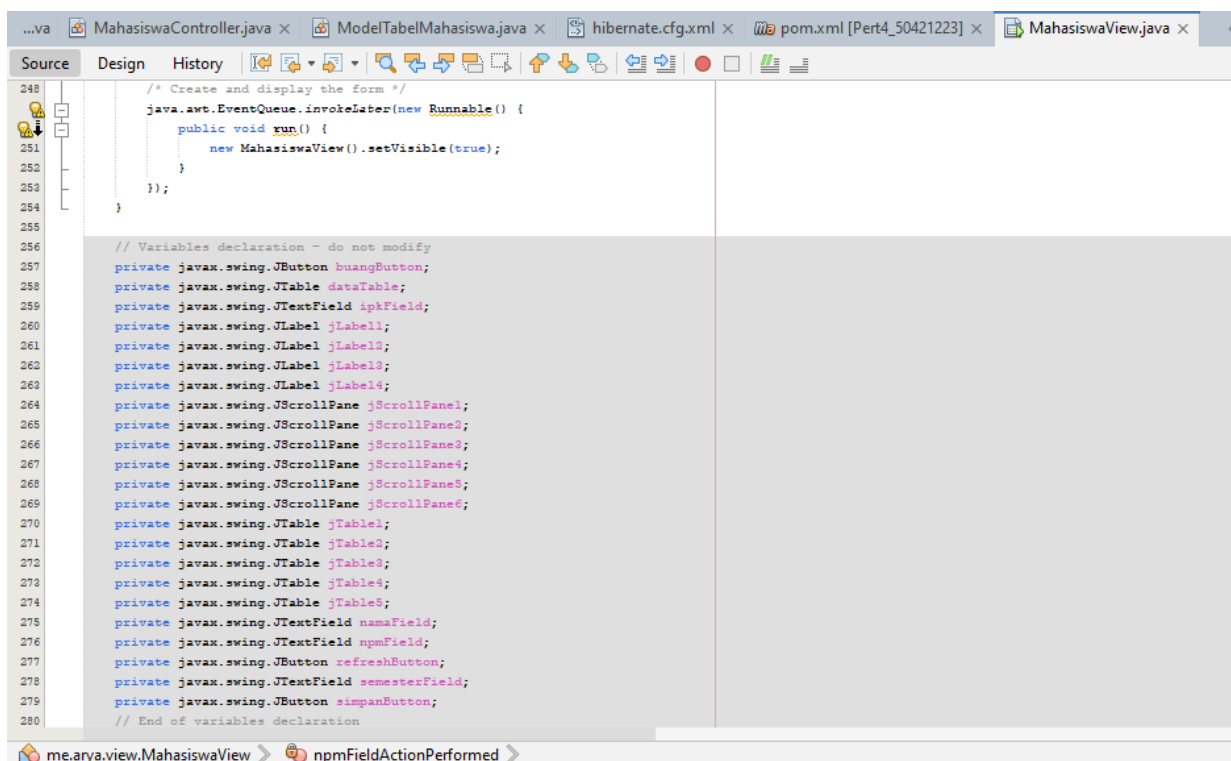 ...va MahasiswaController.java × ModelTabelMahasiswa.java × hibernate.cfg.xml × pom.xml [Pert4_50421223] × MahasiswaView.java ×
Source Design History
248 /* Create and display the form */
java.awt.EventQueue.invokeLater(new Runnable() {
public void run() {
251 new MahasiswaView().setVisible(true);
252 }
253 });
254 }
255
256 // Variables declaration - do not modify
257 private javax.swing.JButton buangButton;
258 private javax.swing.JTable dataTable;
259 private javax.swing.JTextField ipkField;
260 private javax.swing.JLabel jLabel1;
261 private javax.swing.JLabel jLabel2;
262 private javax.swing.JLabel jLabel3;
263 private javax.swing.JLabel jLabel4;
264 private javax.swing.JScrollPane jScrollPane1;
265 private javax.swing.JScrollPane jScrollPane2;
266 private javax.swing.JScrollPane jScrollPane3;
267 private javax.swing.JScrollPane jScrollPane4;
268 private javax.swing.JScrollPane jScrollPane5;
269 private javax.swing.JScrollPane jScrollPane6;
270 private javax.swing.JTable jTable1;
271 private javax.swing.JTable jTable2;
272 private javax.swing.JTable jTable3;
273 private javax.swing.JTable jTable4;
274 private javax.swing.JTable jTable5;
275 private javax.swing.JTextField namaField;
276 private javax.swing.JTextField npmField;
277 private javax.swing.JButton refreshButton;
278 private javax.swing.JTextField semesterField;
279 private javax.swing.JButton simpanButton;
280 // End of variables declaration
me.arya.view.MahasiswaView npmFieldActionPerformed